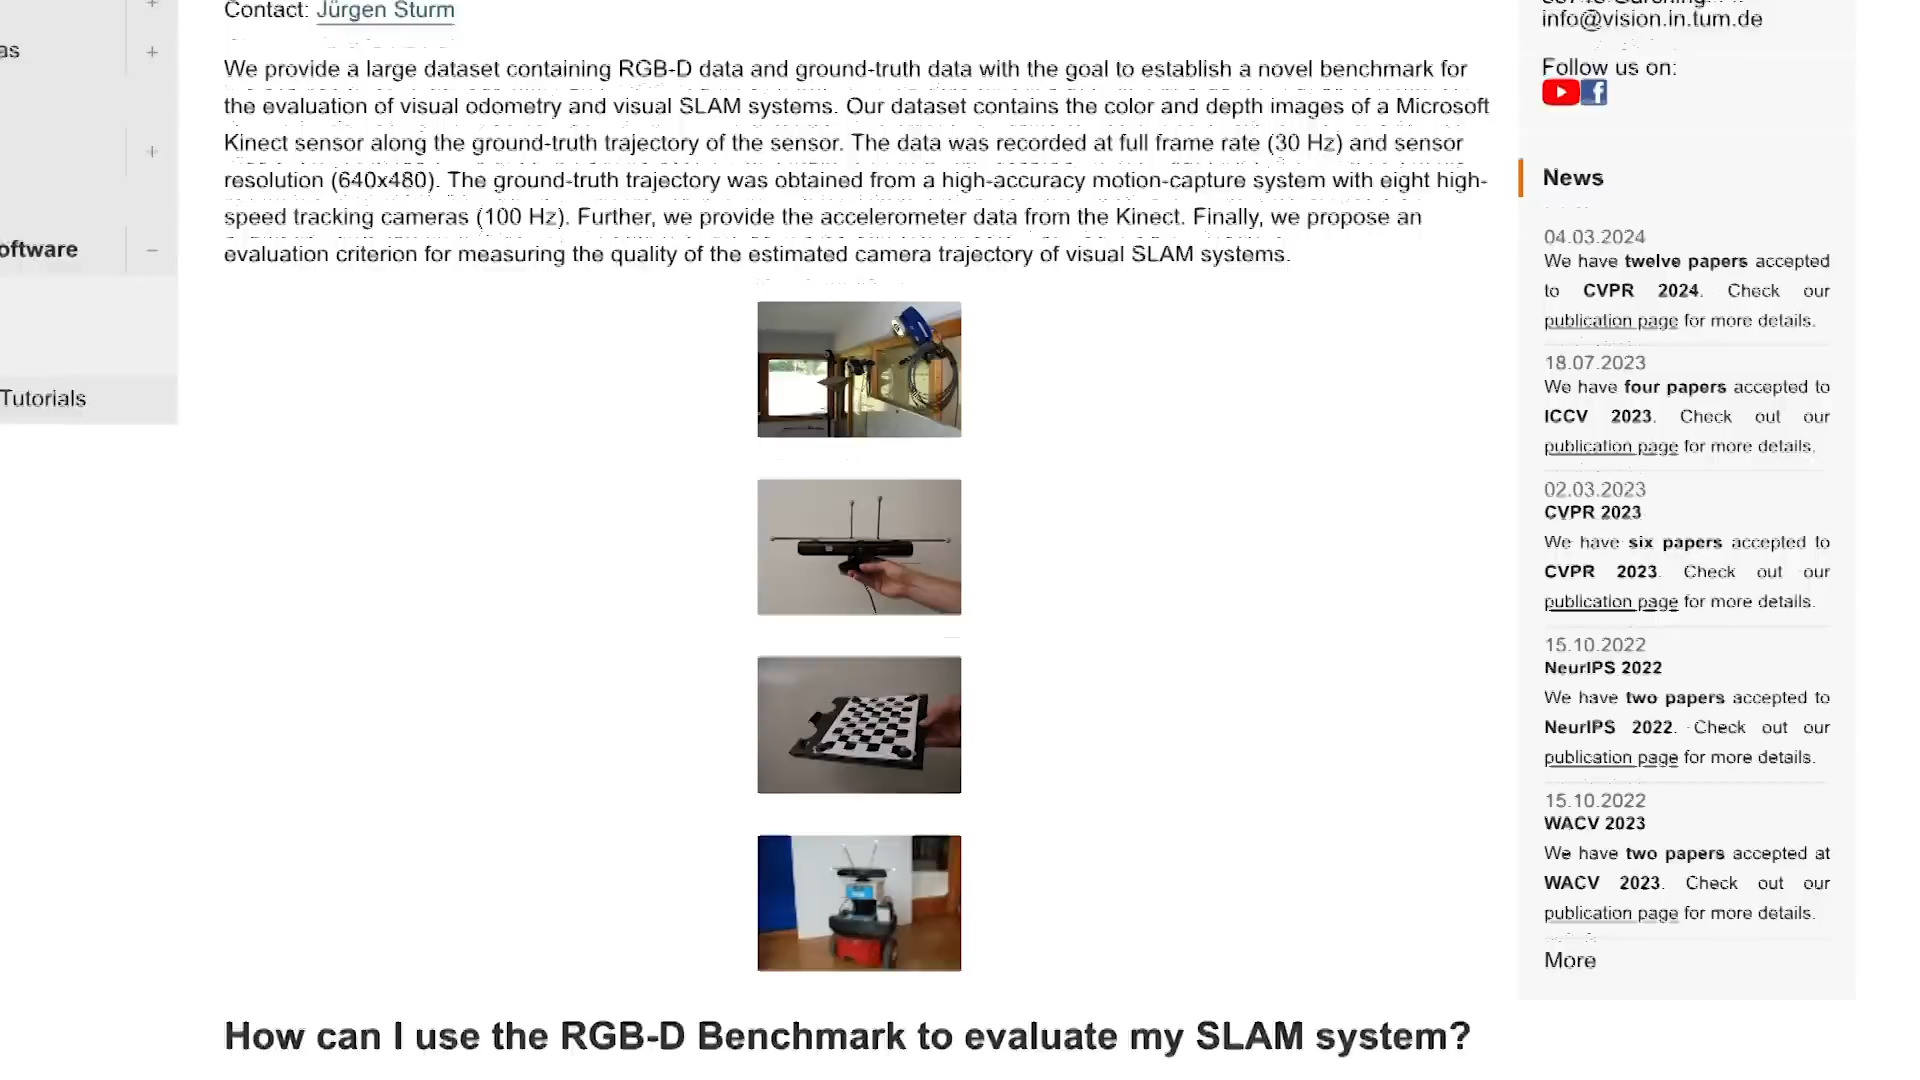 Contact: Jürgen Sturm
We provide a large dataset containing RGB-D data and ground-truth data with the goal to establish a novel benchmark for
the evaluation of visual odometry and visual SLAM systems. Our dataset contains the color and depth images of a Microsoft
Kinect sensor along the ground-truth trajectory of the sensor. The data was recorded at full frame rate (30 Hz) and sensor
resolution (640x480). The ground-truth trajectory was obtained from a high-accuracy motion-capture system with eight high-
speed tracking cameras (100 Hz). Further, we provide the accelerometer data from the Kinect. Finally, we propose an
evaluation criterion for measuring the quality of the estimated camera trajectory of visual SLAM systems.
How can I use the RGB-D Benchmark to evaluate my SLAM system?
as
oftware
Tutorials
info@vision.in.tum.de
Follow us on:
News
04.03.2024
We have twelve papers accepted
to CVPR 2024. Check our
publication page for more details.
18.07.2023
We have four papers accepted to
ICCV 2023. Check out our
publication page for more details.
02.03.2023
CVPR 2023
We have six papers accepted to
CVPR 2023. Check out our
publication page for more details.
15.10.2022
NeurIPS 2022
We have two papers accepted to
NeurIPS 2022. Check out our
publication page for more details.
15.10.2022
WACV 2023
We have two papers accepted at
WACV 2023. Check out our
publication page for more details.
More